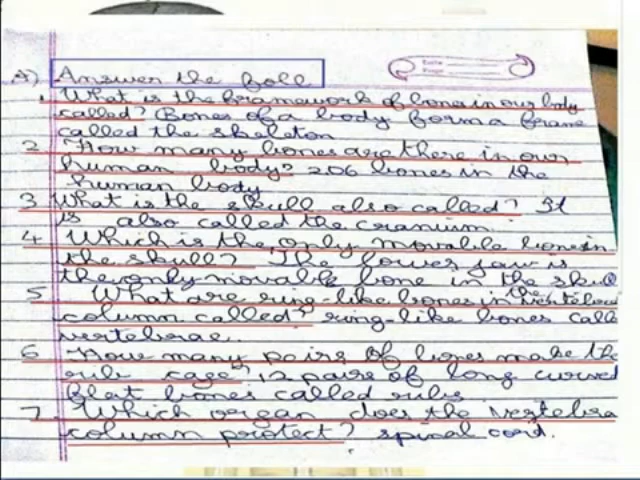 A) Answer the foll
Date
Page
1. What is the framework of bones in our body
called? Bones of a body form a frame
called the skeleton
2 How many bones are there in our
human body? 206 bones in the
human body
3 What is the skull also called? It
is also called the cranium.
4 Which is the only movable bone in
the skull? The lower jaw is
the only movable bone in the skull
5 What are ring-like bones in the vertebral
column called? ring-like bones calle
vertebrae..
6 How many pairs of bones make the
rib cage? 12 pairs of long curved
flat bones called ribs
7. Which organ does the vertebra
column protect? spinal cord.